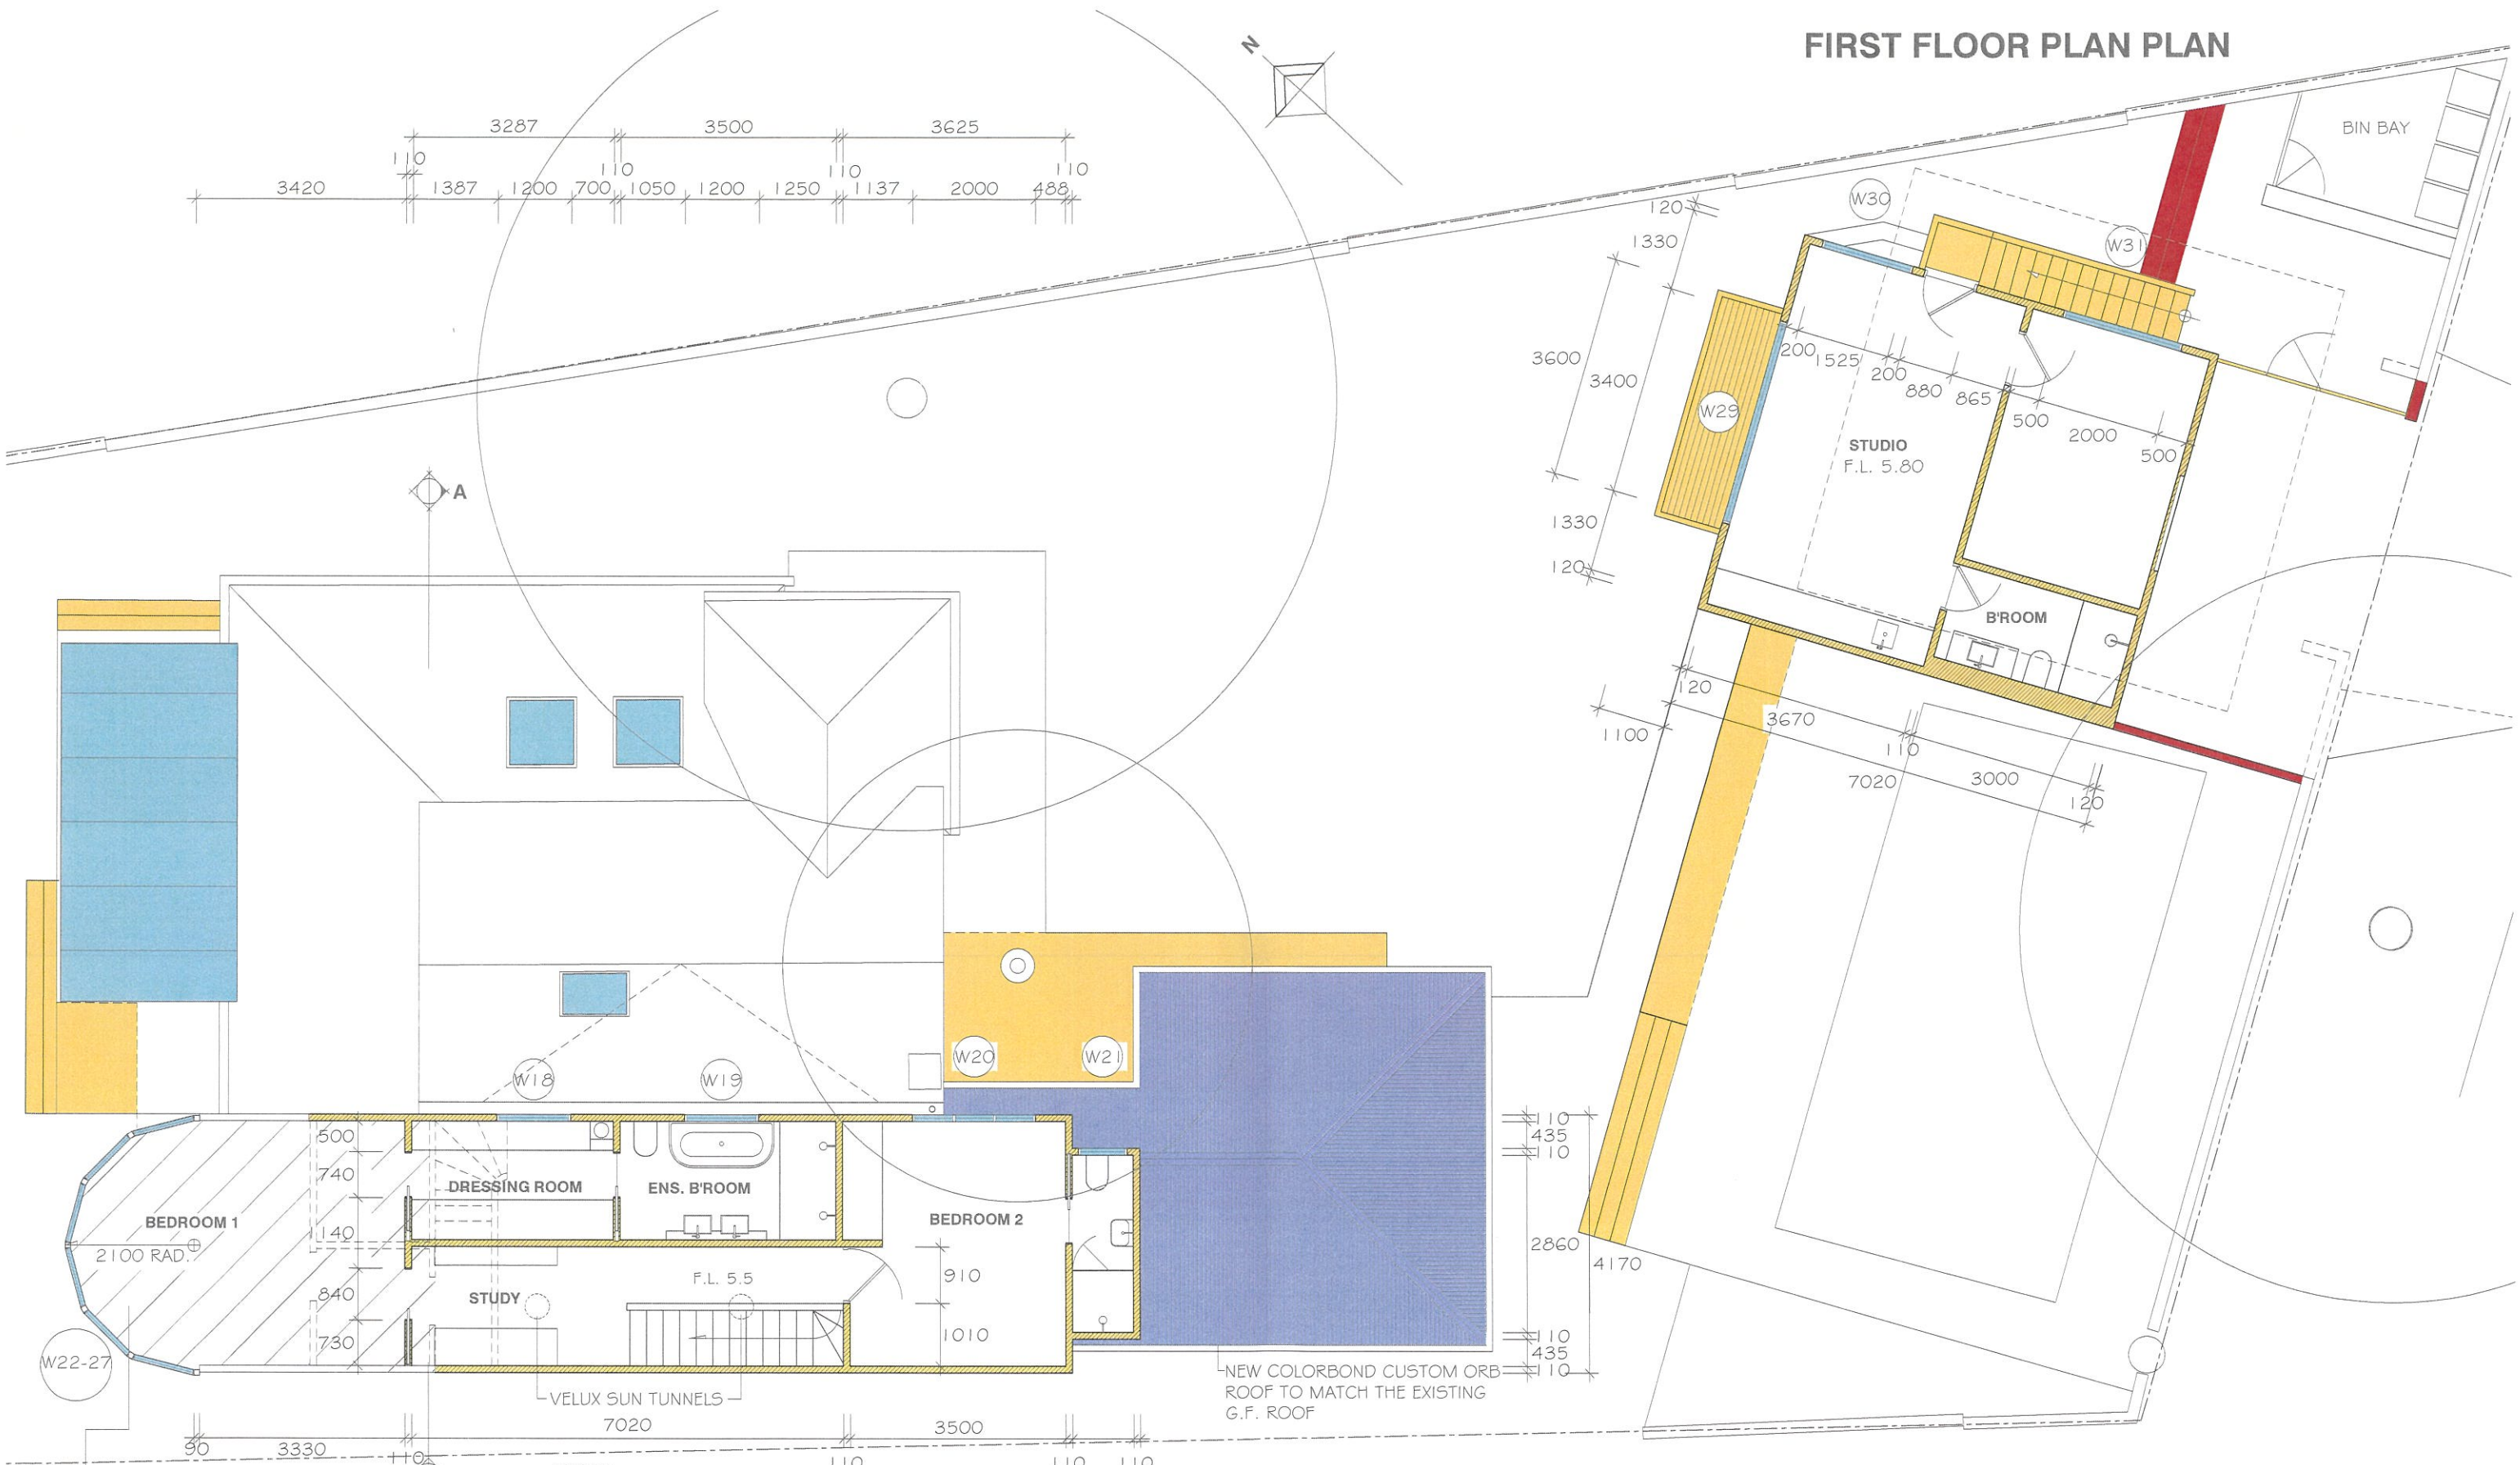 FIRST FLOOR PLAN PLAN
N
BIN BAY
3287 3500 3625
110 110 110 110
3420 1387 1200 700 1050 1200 1250 1137 2000 488
W30
W31
120
1330
3600
3400
1330
120
W29
200 1525 200 880 865 500 2000 500
STUDIO
F.L. 5.80
B'ROOM
120
3670
110
3000
120
1100
7020
A
W20
W21
W18
W19
500
740
140
840
730
DRESSING ROOM
ENS. B'ROOM
BEDROOM 1
2100 RAD.
BEDROOM 2
F.L. 5.5
STUDY
910
1010
W22-27
110
435
110
2860
4170
110
435
110
VELUX SUN TUNNELS
NEW COLORBOND CUSTOM ORB
ROOF TO MATCH THE EXISTING
G.F. ROOF
7020 3500
90 3330 110 110 110 110